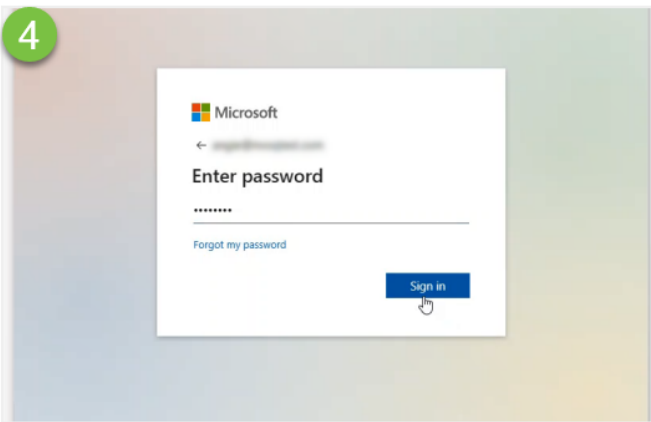 4
Microsoft
←
Enter password
••••••••
Forgot my password
Sign in